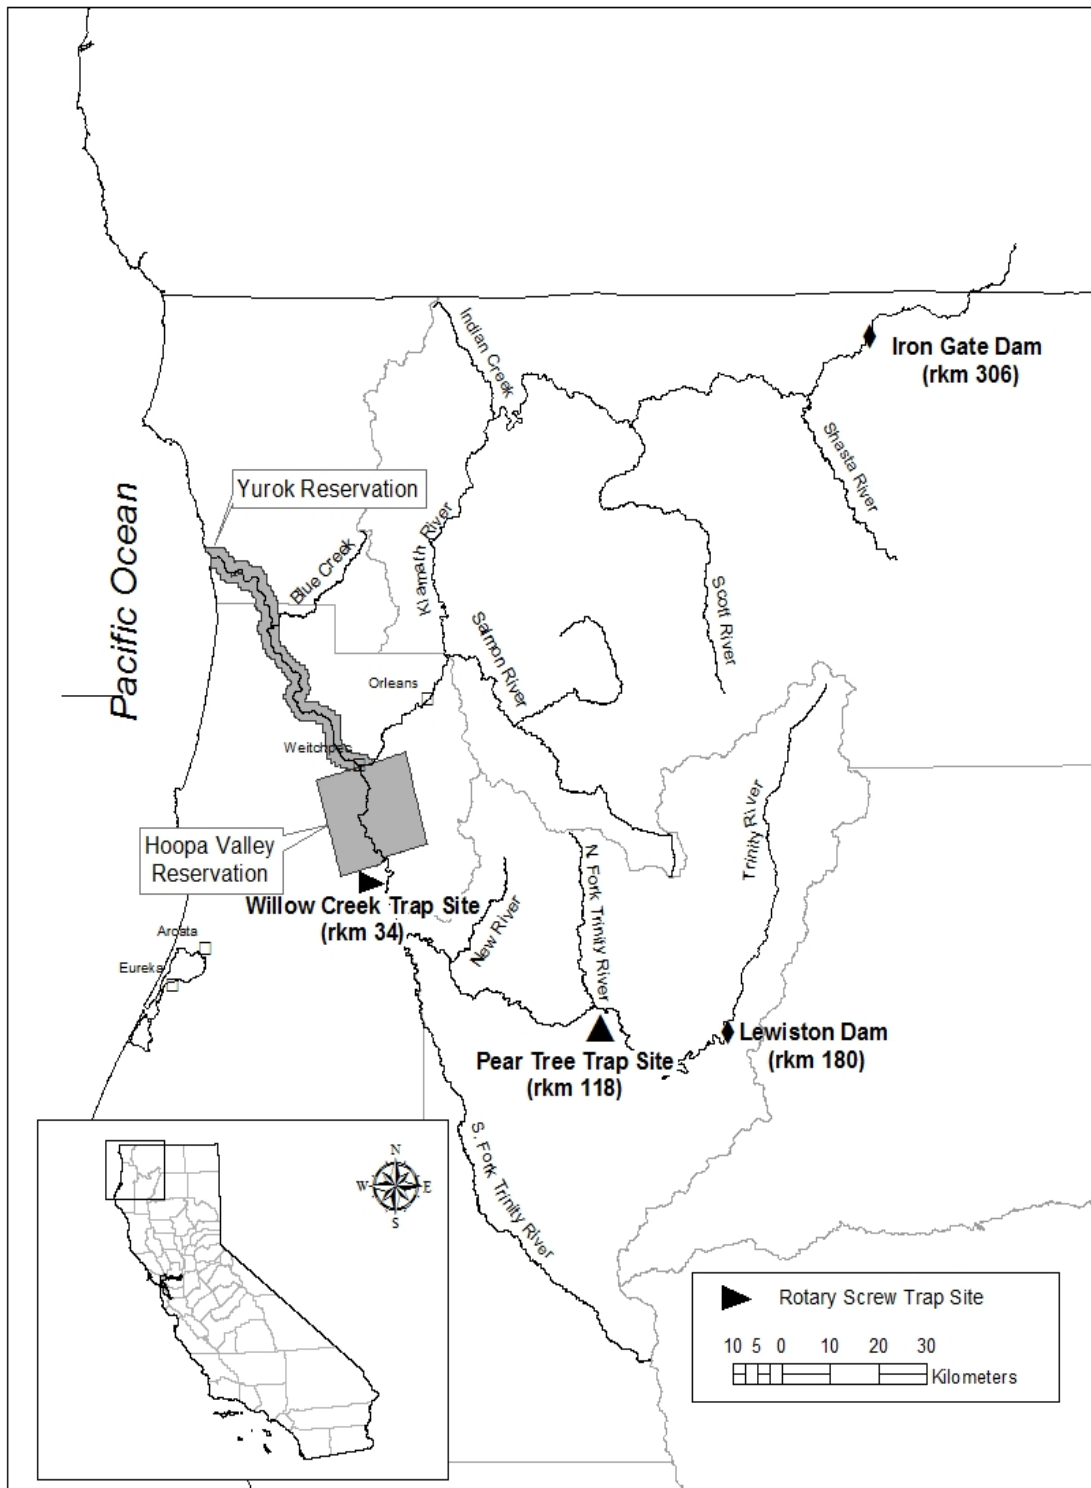 Indian Creek
Iron Gate Dam
(rkm 306)
Shasta River
Yurok Reservation
Pacific Ocean
Blue Creek
Klamath River
Salmon River
Scott River
Orleans
Weitchpec
Trinity River
Hoopa Valley
Reservation
Willow Creek Trap Site
(rkm 34)
New River
N. Fork Trinity River
Arcata
Eureka
Lewiston Dam
(rkm 180)
Pear Tree Trap Site
(rkm 118)
S. Fork Trinity River
N
W E
S
Rotary Screw Trap Site
10 5 0 10 20 30
Kilometers